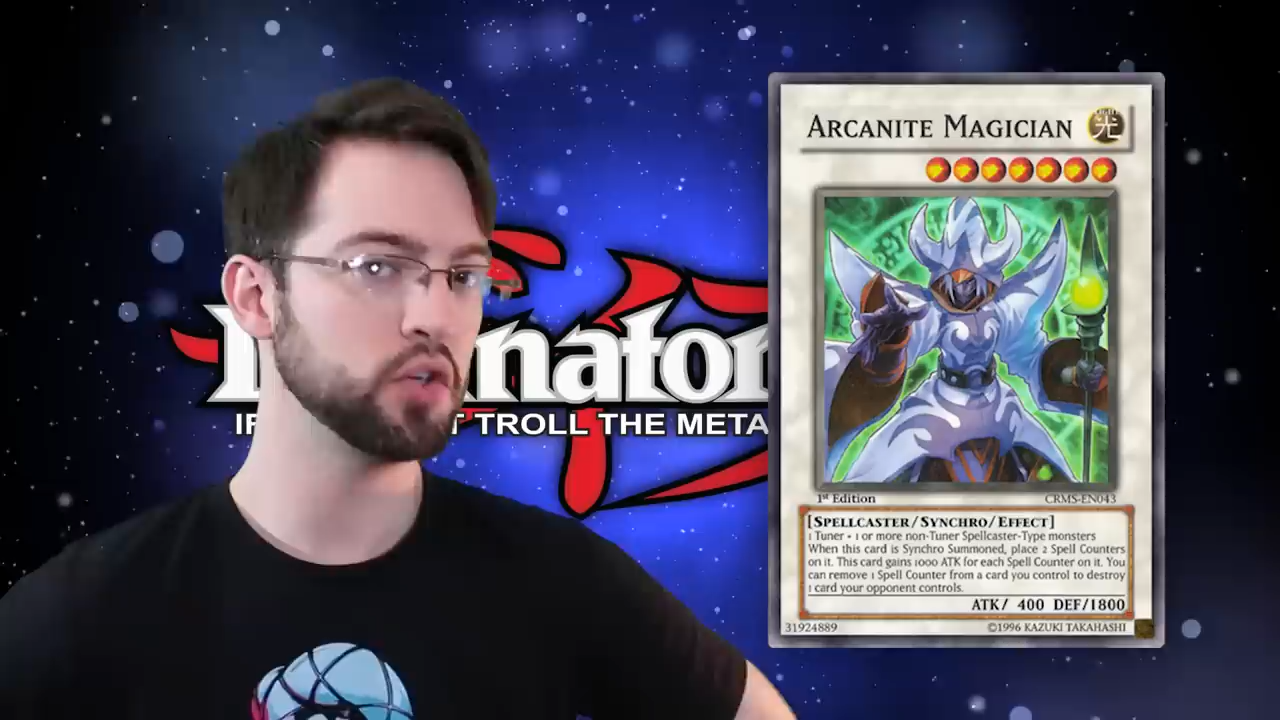 ARCANITE MAGICIAN
光
TROLL THE META
1st Edition
CRMS-EN043
[SPELLCASTER/SYNCHRO/EFFECT]
1 Tuner + 1 or more non-Tuner Spellcaster-Type monsters
When this card is Synchro Summoned, place 2 Spell Counters
on it. This card gains 1000 ATK for each Spell Counter on it. You
can remove 1 Spell Counter from a card you control to destroy
1 card your opponent controls.
ATK/ 400 DEF/1800
31924889
©1996 KAZUKI TAKAHASHI